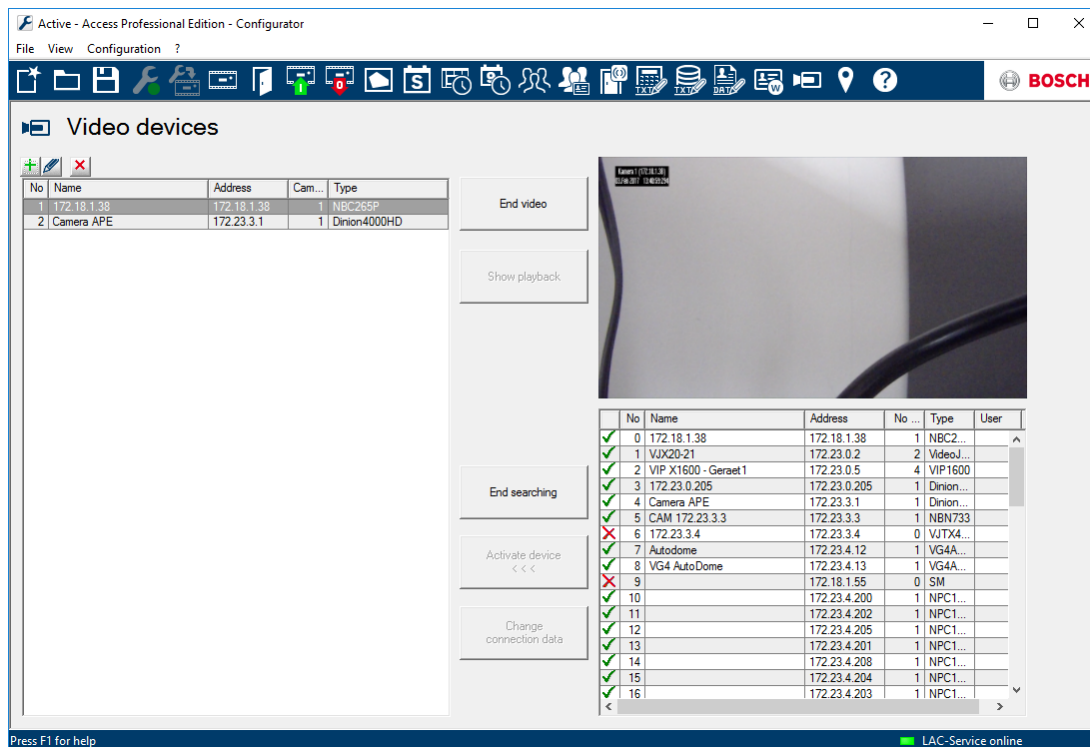 Active - Access Professional Edition - Configurator
File View Configuration ?
S TXT TXT DATA W ?
BOSCH
Video devices
No Name Address Cam... Type
1 172.18.1.38 172.18.1.38 1 NBC265P
2 Camera APE 172.23.3.1 1 Dinion4000HD
End video
Show playback
End searching
Activate device
< < <
Change
connection data
Kamera 1 (172.18.1.38)
No Name Address No ... Type User
0 172.18.1.38 172.18.1.38 1 NBC2...
1 VJX20-21 172.23.0.2 2 VideoJ...
2 VIP X1600 - Geraet1 172.23.0.5 4 VIP1600
3 172.23.0.205 172.23.0.205 1 Dinion...
4 Camera APE 172.23.3.1 1 Dinion...
5 CAM 172.23.3.3 172.23.3.3 1 NBN733
6 172.23.3.4 172.23.3.4 0 VJTX4...
7 Autodome 172.23.4.12 1 VG4A...
8 VG4 AutoDome 172.23.4.13 1 VG4A...
9 172.18.1.55 0 SM
10 172.23.4.200 1 NPC1...
11 172.23.4.202 1 NPC1...
12 172.23.4.205 1 NPC1...
13 172.23.4.201 1 NPC1...
14 172.23.4.208 1 NPC1...
15 172.23.4.204 1 NPC1...
16 172.23.4.203 1 NPC1...
Press F1 for help
LAC-Service online